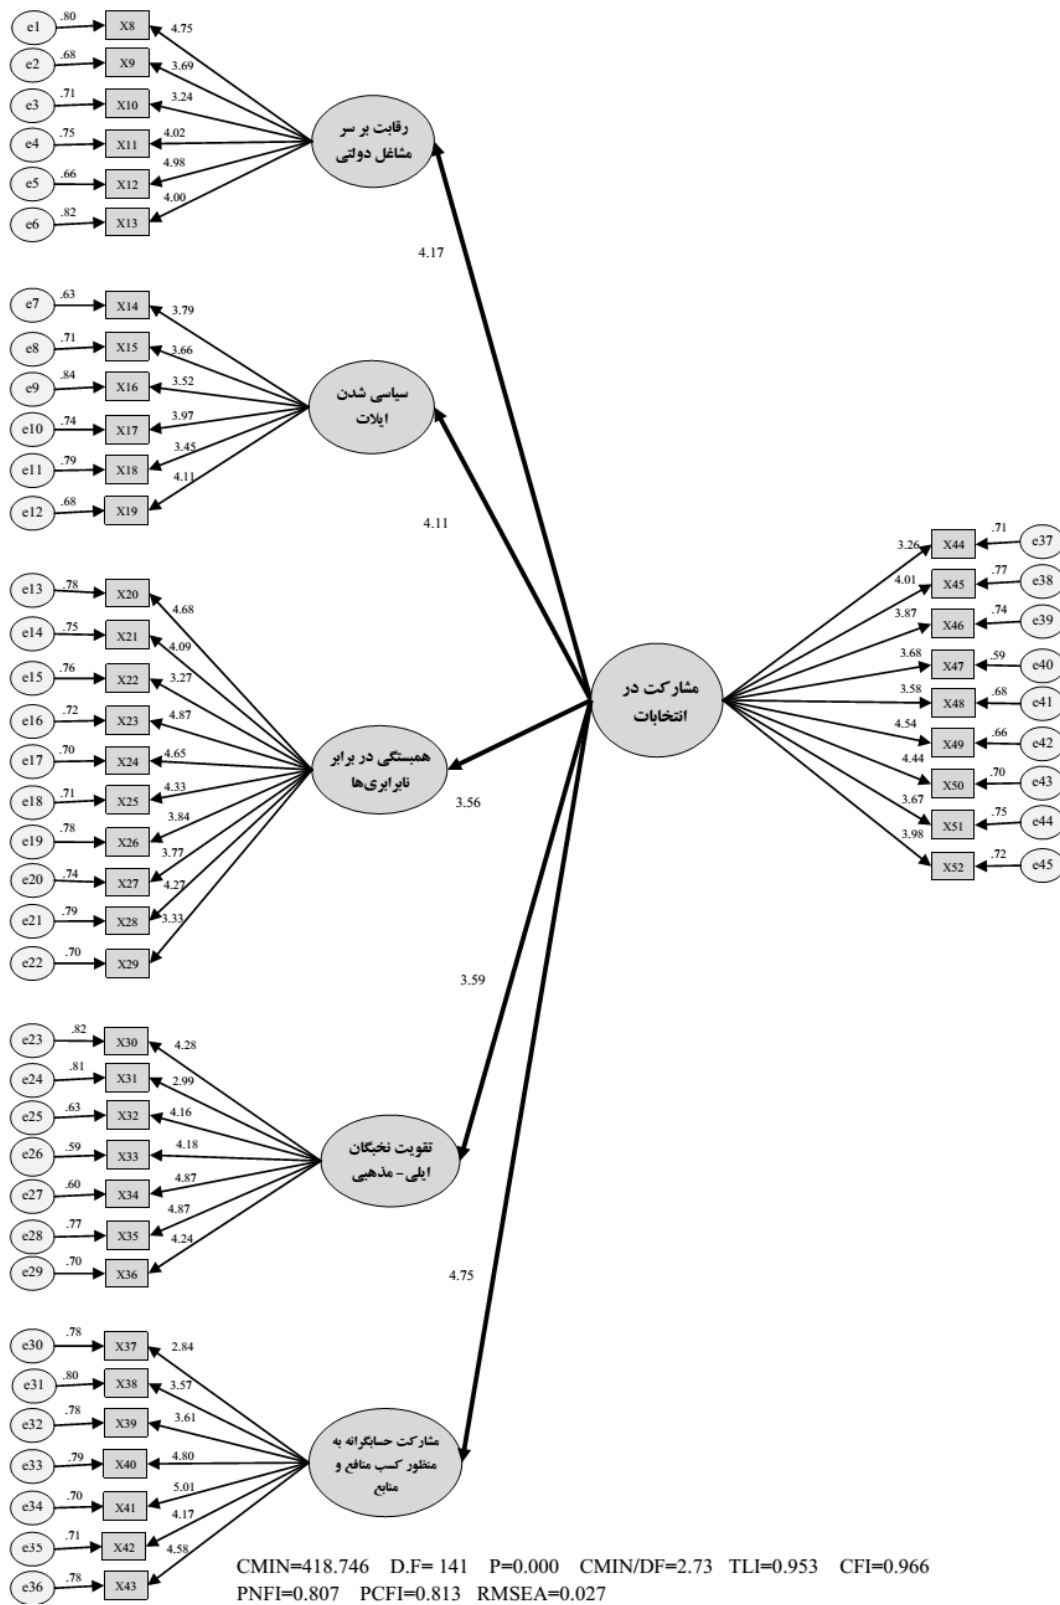 e1 .80 X8 4.75
e2 .68 X9 3.69
e3 .71 X10 3.24
e4 .75 X11 4.02
e5 .66 X12 4.98
e6 .82 X13 4.00
رقابت بر سر
مشاغل دولتی
4.17
e7 .63 X14 3.79
e8 .71 X15 3.66
e9 .84 X16 3.52
e10 .74 X17 3.97
e11 .79 X18 3.45
e12 .68 X19 4.11
سیاسی شدن
ایلات
4.11
e13 .78 X20 4.68
e14 .75 X21 4.09
e15 .76 X22 3.27
e16 .72 X23 4.87
e17 .70 X24 4.65
e18 .71 X25 4.33
e19 .78 X26 3.84
e20 .74 X27 3.77
e21 .79 X28 4.27
e22 .70 X29 3.33
همبستگی در برابر
نابرابری‌ها
3.56
مشارکت در
انتخابات
3.26 X44 .71 e37
4.01 X45 .77 e38
3.87 X46 .74 e39
3.68 X47 .59 e40
3.58 X48 .68 e41
4.54 X49 .66 e42
4.44 X50 .70 e43
3.67 X51 .75 e44
3.98 X52 .72 e45
3.59
e23 .82 X30 4.28
e24 .81 X31 2.99
e25 .63 X32 4.16
e26 .59 X33 4.18
e27 .60 X34 4.87
e28 .77 X35 4.87
e29 .70 X36 4.24
تقویت نخبگان
ایلی- مذهبی
4.75
e30 .78 X37 2.84
e31 .80 X38 3.57
e32 .78 X39 3.61
e33 .79 X40 4.80
e34 .70 X41 5.01
e35 .71 X42 4.17
e36 .78 X43 4.58
مشارکت حسابگرانه به
منظور کسب منافع و
منابع
CMIN=418.746 D.F= 141 P=0.000 CMIN/DF=2.73 TLI=0.953 CFI=0.966
PNFI=0.807 PCFI=0.813 RMSEA=0.027